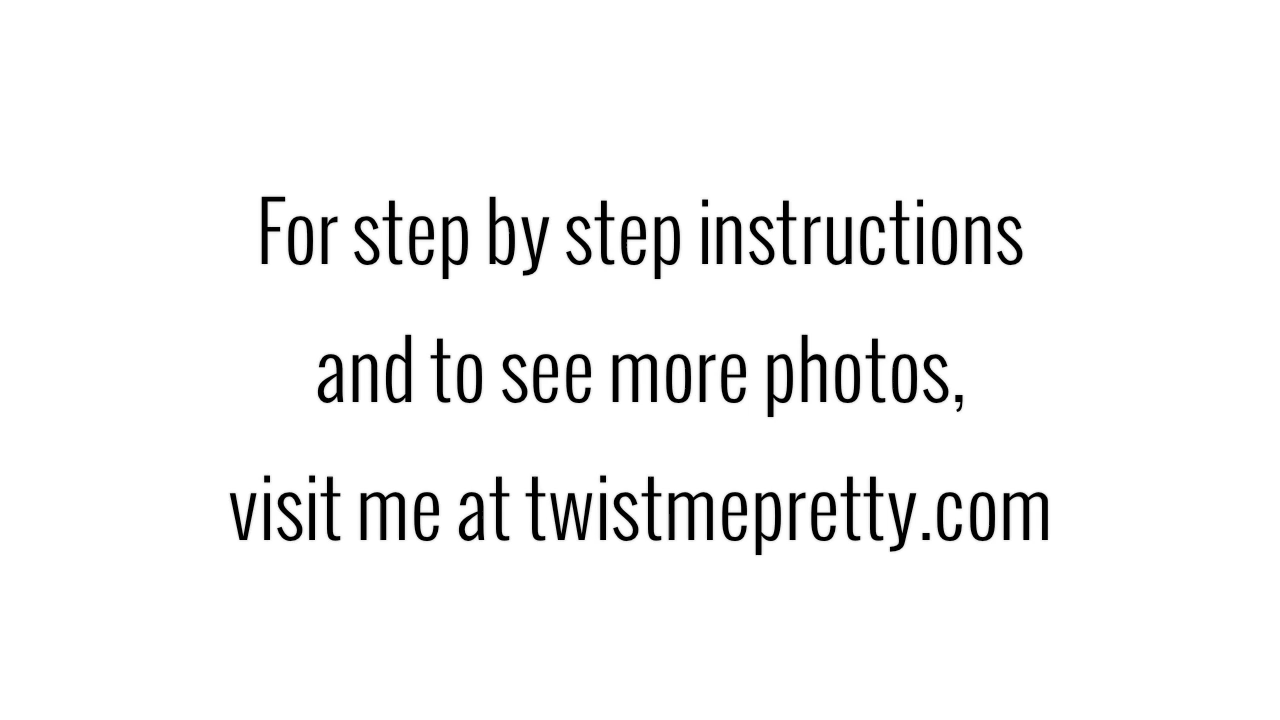 For step by step instructions
and to see more photos,
visit me at twistmepretty.com